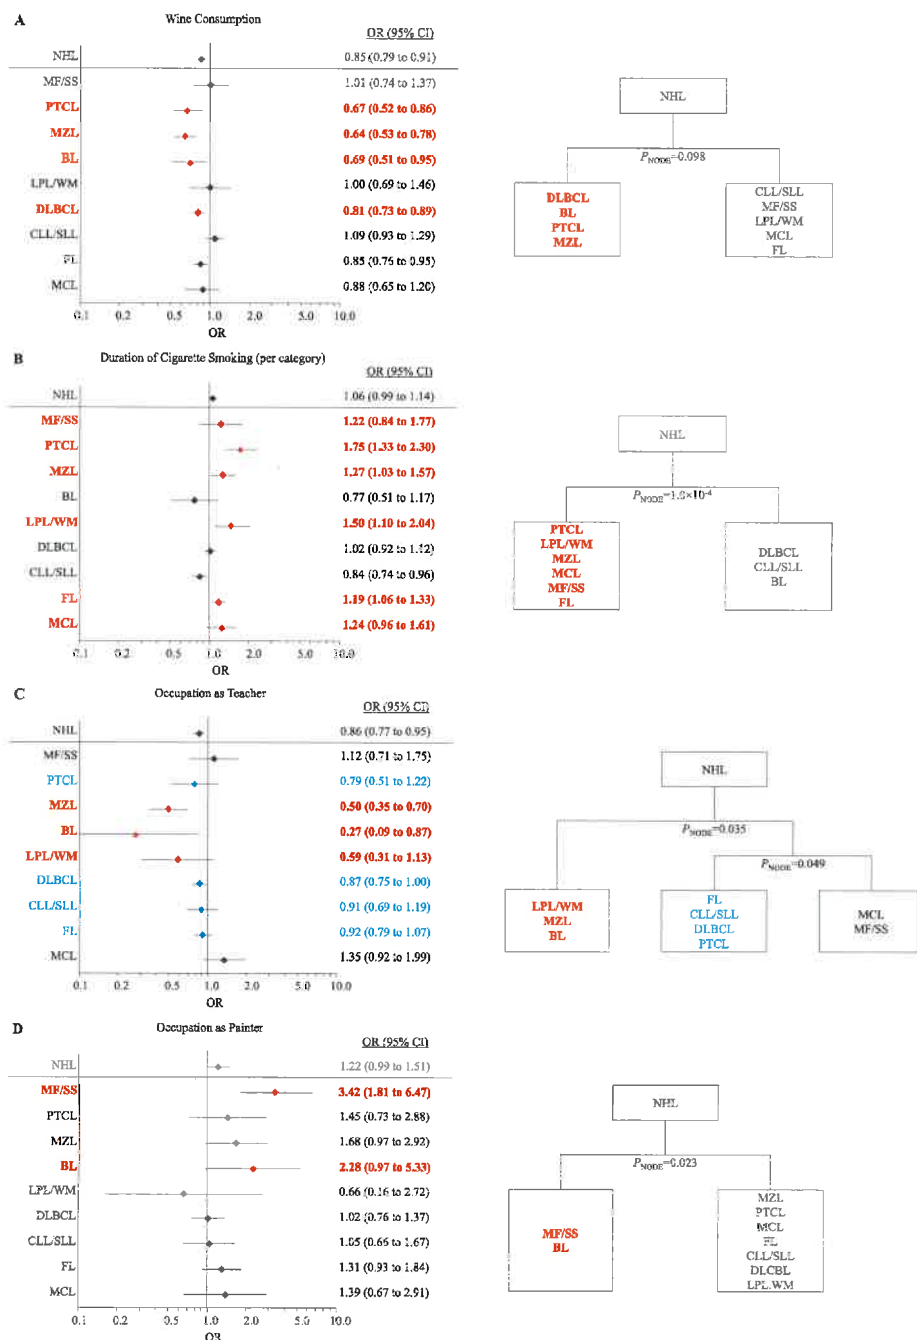 A
Wine Consumption
OR (95% CI)
NHL 0.85 (0.79 to 0.91)
MF/SS 1.01 (0.74 to 1.37)
PTCL 0.67 (0.52 to 0.86)
MZL 0.64 (0.53 to 0.78)
BL 0.69 (0.51 to 0.95)
LPL/WM 1.00 (0.69 to 1.46)
DLBCL 0.81 (0.73 to 0.89)
CLL/SLL 1.09 (0.93 to 1.29)
FL 0.85 (0.76 to 0.95)
MCL 0.88 (0.65 to 1.20)
0.1 0.2 0.5 1.0 2.0 5.0 10.0
OR
NHL
PNODE=0.098
DLBCL
BL
PTCL
MZL
CLL/SLL
MF/SS
LPL/WM
MCL
FL
B
Duration of Cigarette Smoking (per category)
OR (95% CI)
NHL 1.06 (0.99 to 1.14)
MF/SS 1.22 (0.84 to 1.77)
PTCL 1.75 (1.33 to 2.30)
MZL 1.27 (1.03 to 1.57)
BL 0.77 (0.51 to 1.17)
LPL/WM 1.50 (1.10 to 2.04)
DLBCL 1.02 (0.92 to 1.12)
CLL/SLL 0.84 (0.74 to 0.96)
FL 1.19 (1.06 to 1.33)
MCL 1.24 (0.96 to 1.61)
0.1 0.2 0.5 1.0 2.0 5.0 10.0
OR
NHL
PNODE=1.0×10-4
PTCL
LPL/WM
MZL
MCL
MF/SS
FL
DLBCL
CLL/SLL
BL
C
Occupation as Teacher
OR (95% CI)
NHL 0.86 (0.77 to 0.95)
MF/SS 1.12 (0.71 to 1.75)
PTCL 0.79 (0.51 to 1.22)
MZL 0.50 (0.35 to 0.70)
BL 0.27 (0.09 to 0.87)
LPL/WM 0.59 (0.31 to 1.13)
DLBCL 0.87 (0.75 to 1.00)
CLL/SLL 0.91 (0.69 to 1.19)
FL 0.92 (0.79 to 1.07)
MCL 1.35 (0.92 to 1.99)
0.1 0.2 0.5 1.0 2.0 5.0 10.0
OR
NHL
PNODE=0.035
PNODE=0.049
LPL/WM
MZL
BL
FL
CLL/SLL
DLBCL
PTCL
MCL
MF/SS
D
Occupation as Painter
OR (95% CI)
NHL 1.22 (0.99 to 1.51)
MF/SS 3.42 (1.81 to 6.47)
PTCL 1.45 (0.73 to 2.88)
MZL 1.68 (0.97 to 2.92)
BL 2.28 (0.97 to 5.33)
LPL/WM 0.66 (0.16 to 2.72)
DLBCL 1.02 (0.76 to 1.37)
CLL/SLL 1.05 (0.66 to 1.67)
FL 1.31 (0.93 to 1.84)
MCL 1.39 (0.67 to 2.91)
0.1 0.2 0.5 1.0 2.0 5.0 10.0
NHL
PNODE=0.023
MF/SS
BL
MZL
PTCL
MCL
FL
CLL/SLL
DLCBL
LPL.WM